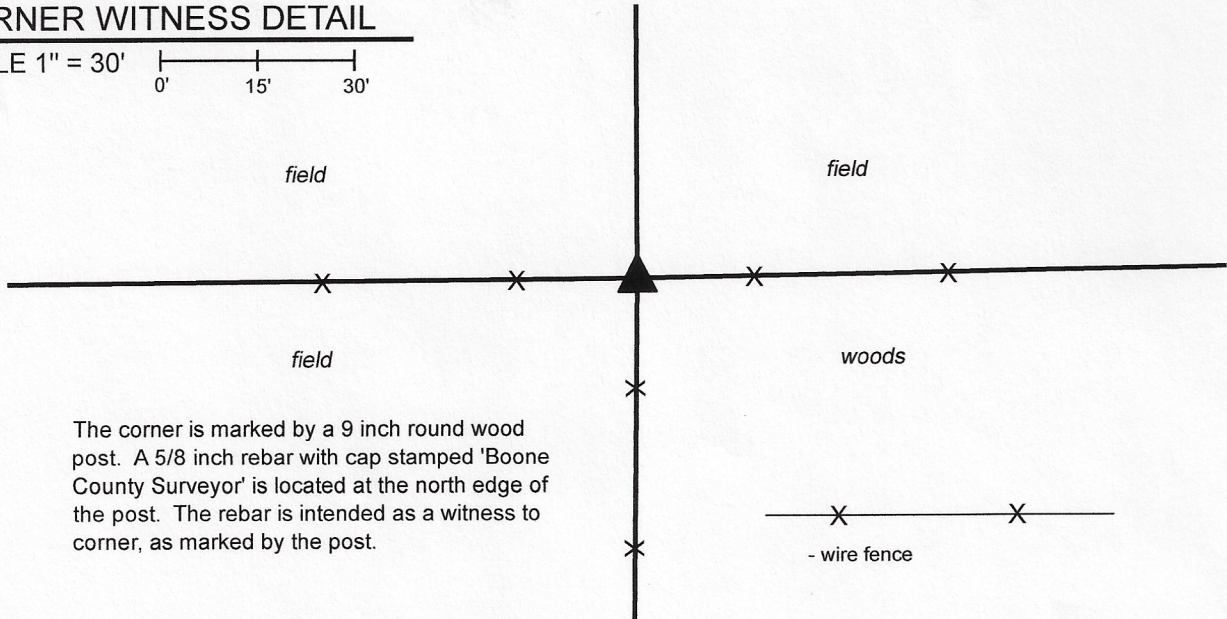 RNER WITNESS DETAIL
LE 1" = 30'
0' 15' 30'
field
field
X X X X
field
woods
X
The corner is marked by a 9 inch round wood
post. A 5/8 inch rebar with cap stamped 'Boone
County Surveyor' is located at the north edge of
the post. The rebar is intended as a witness to
corner, as marked by the post.
X X
X
- wire fence